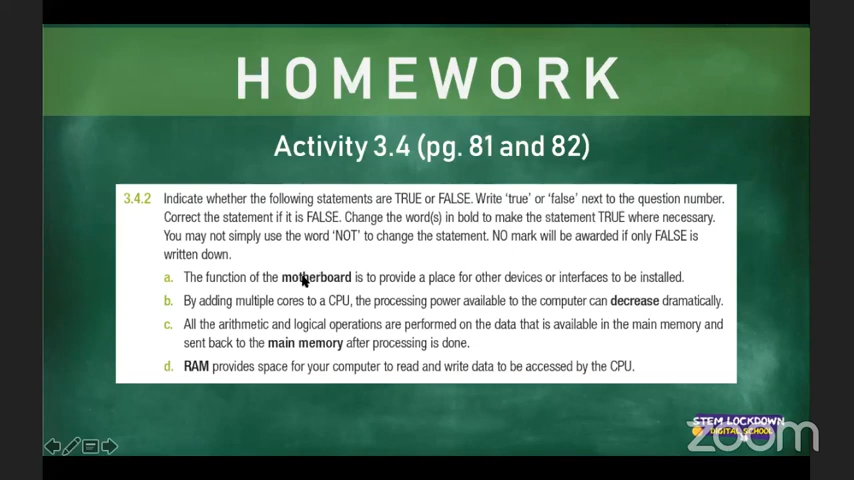 HOMEWORK
Activity 3.4 (pg. 81 and 82)
3.4.2 Indicate whether the following statements are TRUE or FALSE. Write 'true' or 'false' next to the question number.
Correct the statement if it is FALSE. Change the word(s) in bold to make the statement TRUE where necessary.
You may not simply use the word 'NOT' to change the statement. NO mark will be awarded if only FALSE is
written down.
a. The function of the motherboard is to provide a place for other devices or interfaces to be installed.
b. By adding multiple cores to a CPU, the processing power available to the computer can decrease dramatically.
c. All the arithmetic and logical operations are performed on the data that is available in the main memory and
sent back to the main memory after processing is done.
d. RAM provides space for your computer to read and write data to be accessed by the CPU.
STEM LOCKDOWN
DIGITAL SCHOOL
zoom